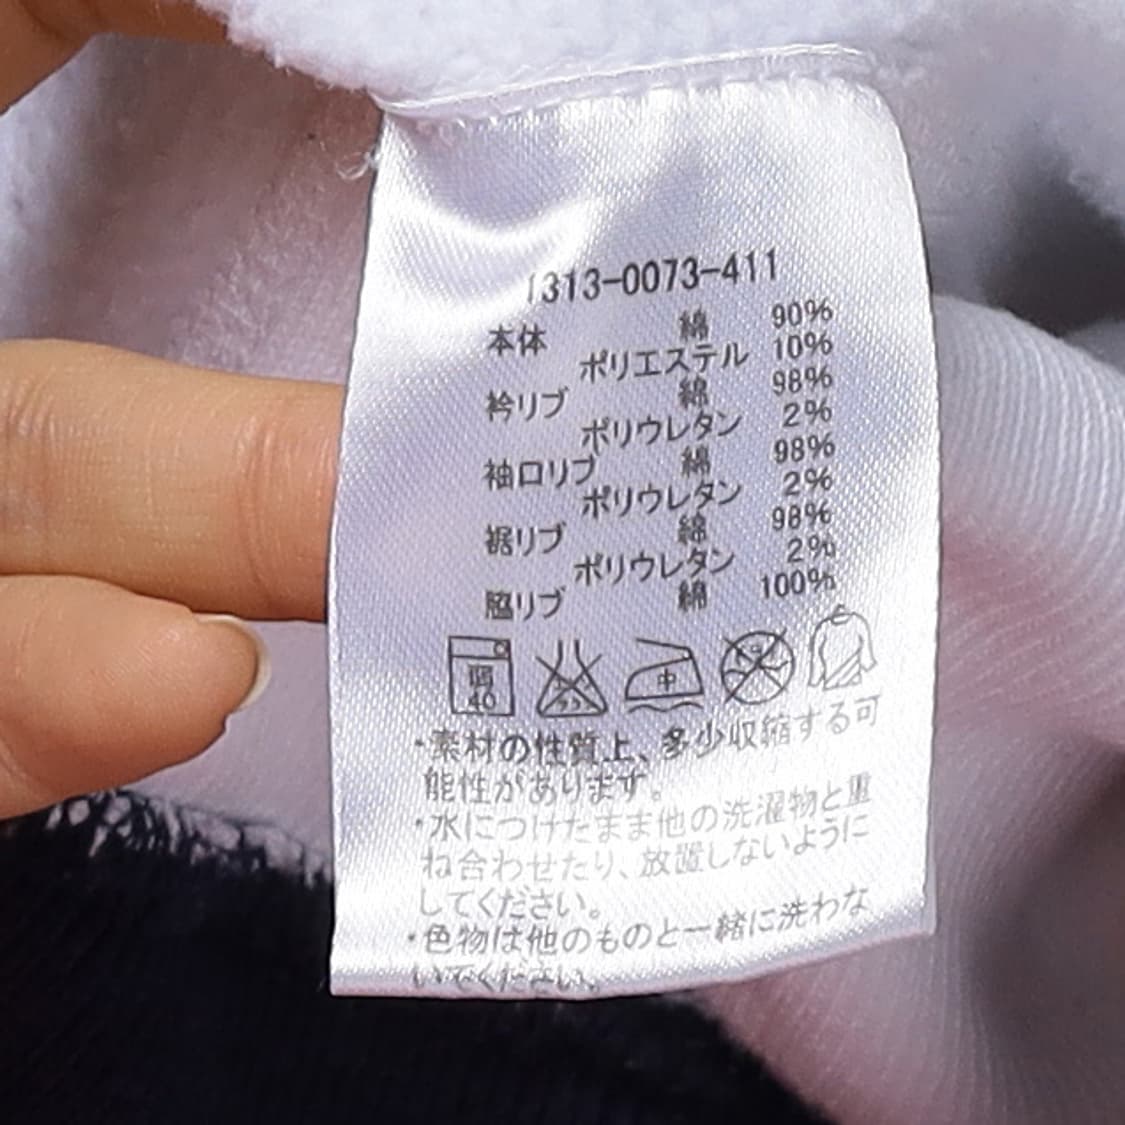 1313-0073-411
本体 綿 90%
ポリエステル 10%
衿リブ 綿 98%
ポリウレタン 2%
袖口リブ 綿 98%
ポリウレタン 2%
裾リブ 綿 98%
ポリウレタン 2%
脇リブ 綿 100%
40 中
・素材の性質上、多少収縮する可
能性があります。
・水につけたまま他の洗濯物と重
ね合わせたり、放置しないように
してください。
・色物は他のものと一緒に洗わな
いでください。